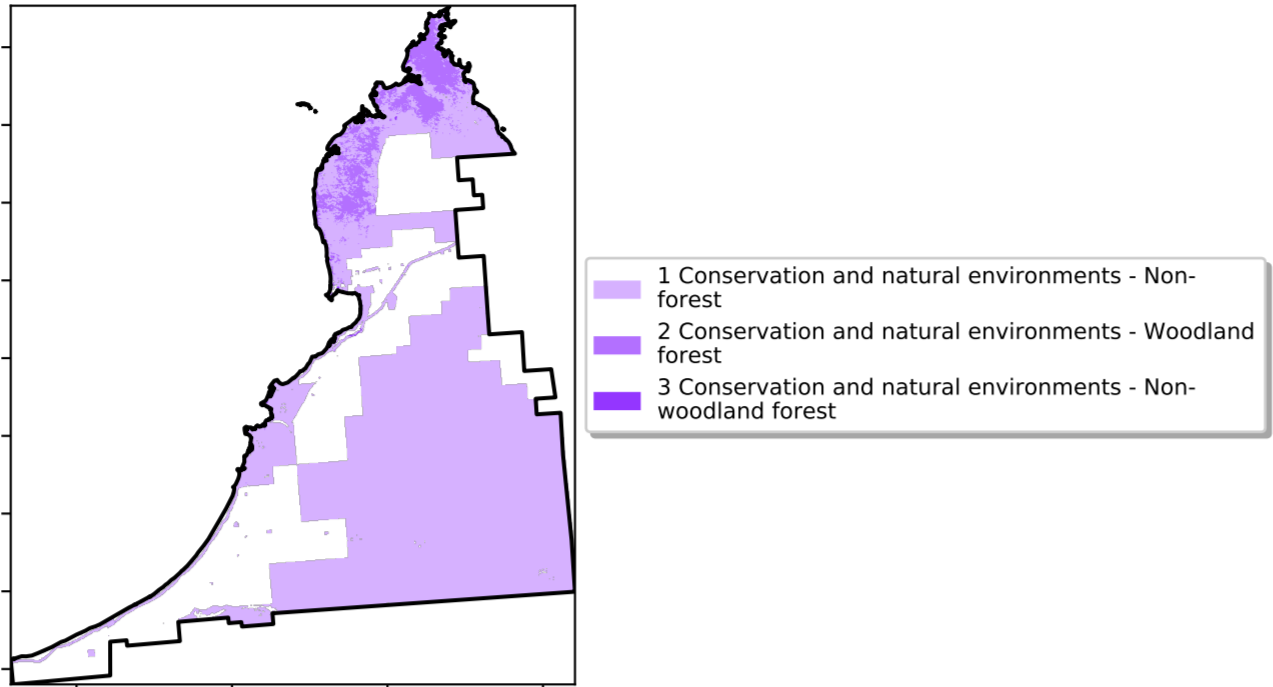 1 Conservation and natural environments - Non-
forest
2 Conservation and natural environments - Woodland
forest
3 Conservation and natural environments - Non-
woodland forest